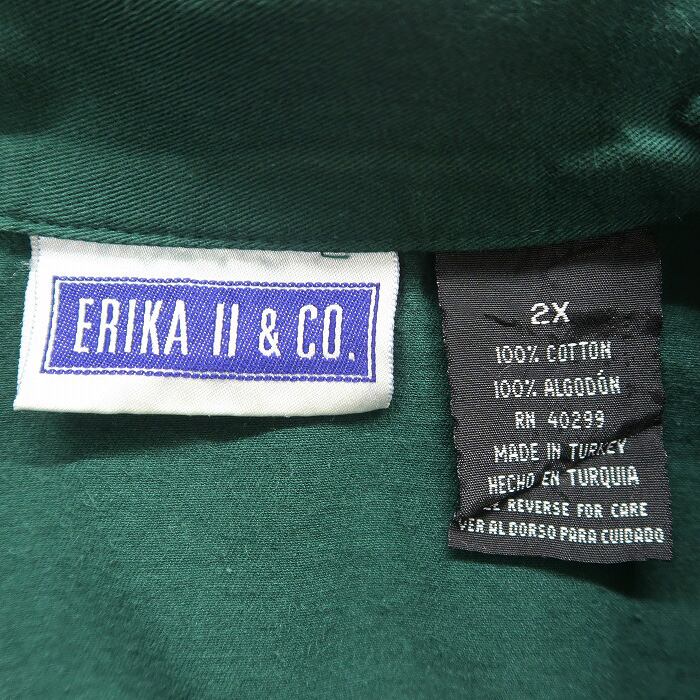 ERIKA II & CO.
2X
100% COTTON
100% ALGODÓN
RN 40299
MADE IN TURKEY
HECHO EN TURQUIA
REVERSE FOR CARE
VER AL DORSO PARA CUIDADO